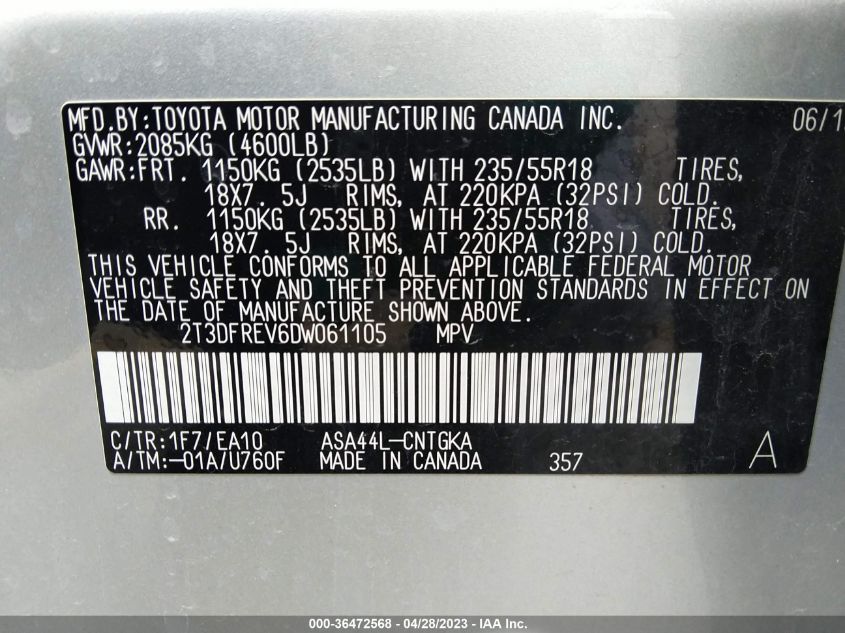 MFD. BY: TOYOTA MOTOR MANUFACTURING CANADA INC. 06/1
GVWR: 2085KG (4600LB)
GAWR: FRT. 1150KG (2535LB) WITH 235/55R18 TIRES,
18X7. 5J RIMS, AT 220KPA (32PSI) COLD.
RR. 1150KG (2535LB) WITH 235/55R18 TIRES,
18X7. 5J RIMS, AT 220KPA (32PSI) COLD.
THIS VEHICLE CONFORMS TO ALL APPLICABLE FEDERAL MOTOR
VEHICLE SAFETY AND THEFT PREVENTION STANDARDS IN EFFECT ON
THE DATE OF MANUFACTURE SHOWN ABOVE.
2T3DFREV6DW061105 MPV
C/TR: 1F7/EA10 ASA44L-CNTGKA
A/TM: -01A/U760F MADE IN CANADA 357 A
000-36472568 - 04/28/2023 - IAA Inc.